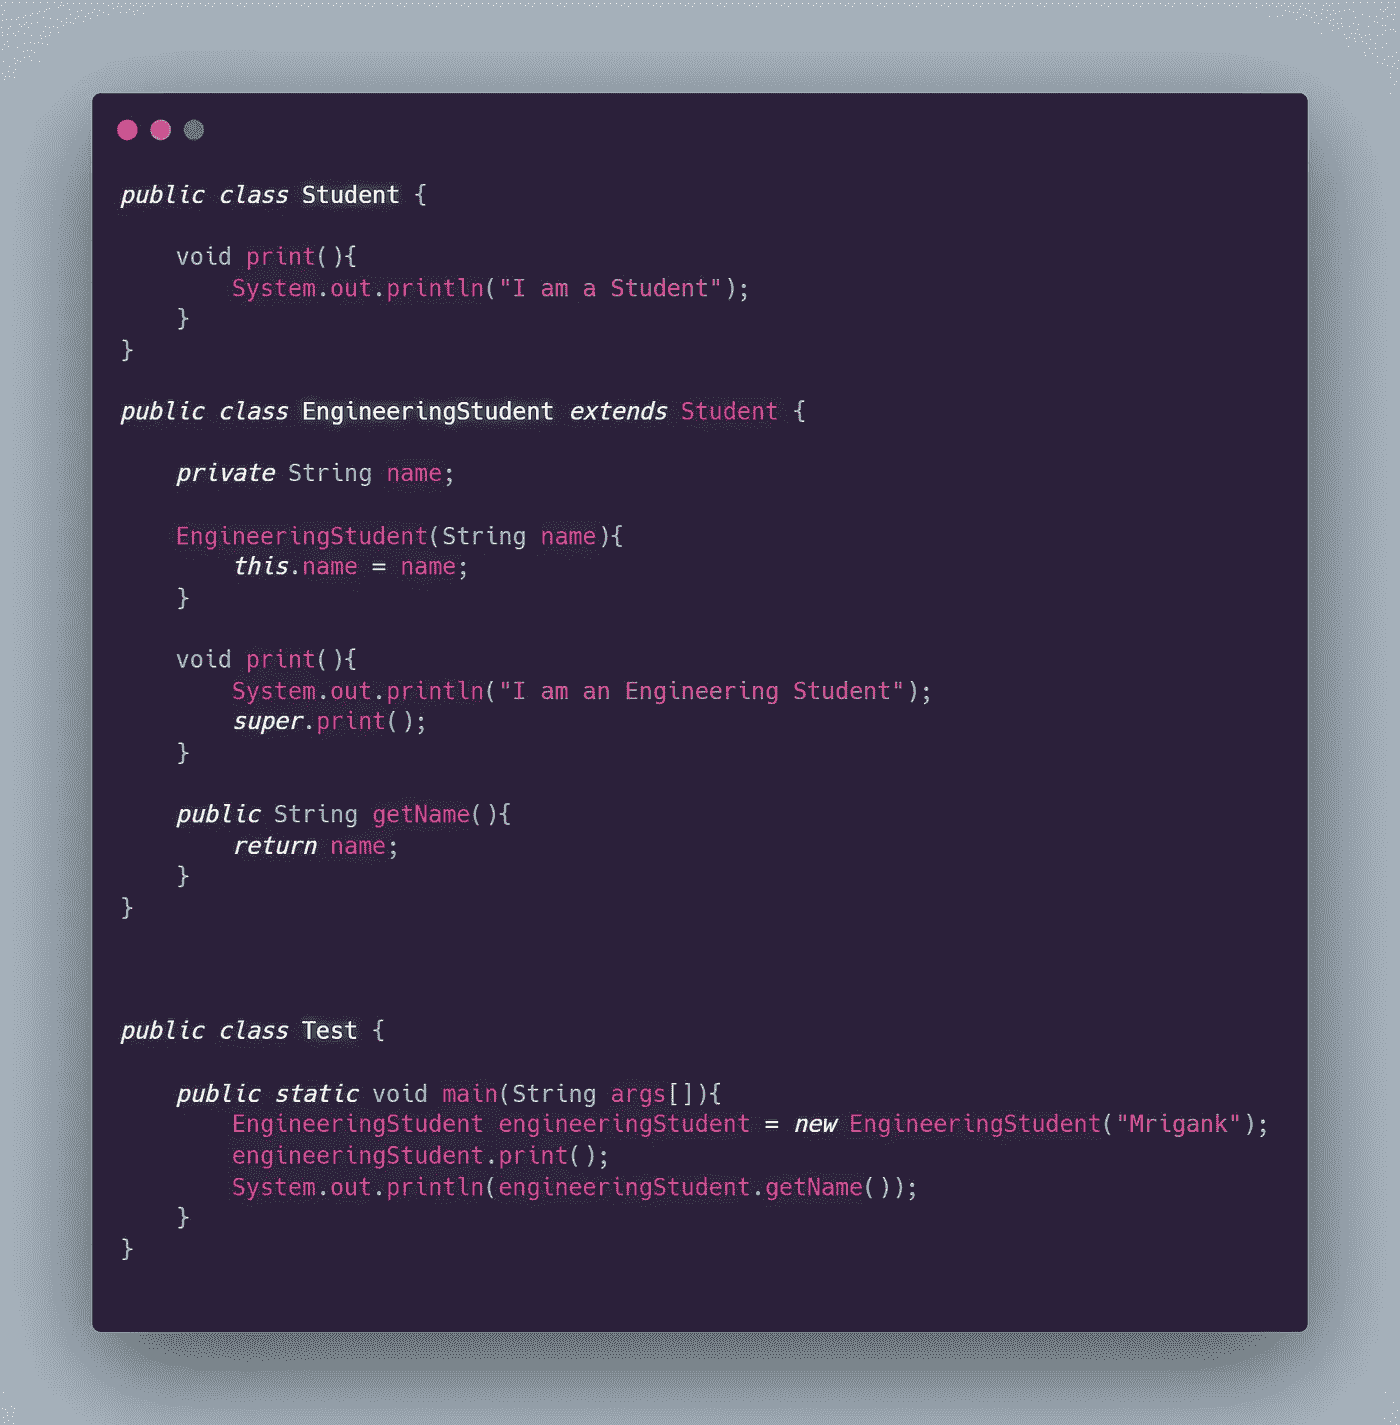 public class Student {
    void print(){
        System.out.println("I am a Student");
    }
}
public class EngineeringStudent extends Student {
    private String name;
    EngineeringStudent(String name){
        this.name = name;
    }
    void print(){
        System.out.println("I am an Engineering Student");
        super.print();
    }
    public String getName(){
        return name;
    }
}
public class Test {
    public static void main(String args[]){
        EngineeringStudent engineeringStudent = new EngineeringStudent("Mrigank");
        engineeringStudent.print();
        System.out.println(engineeringStudent.getName());
    }
}